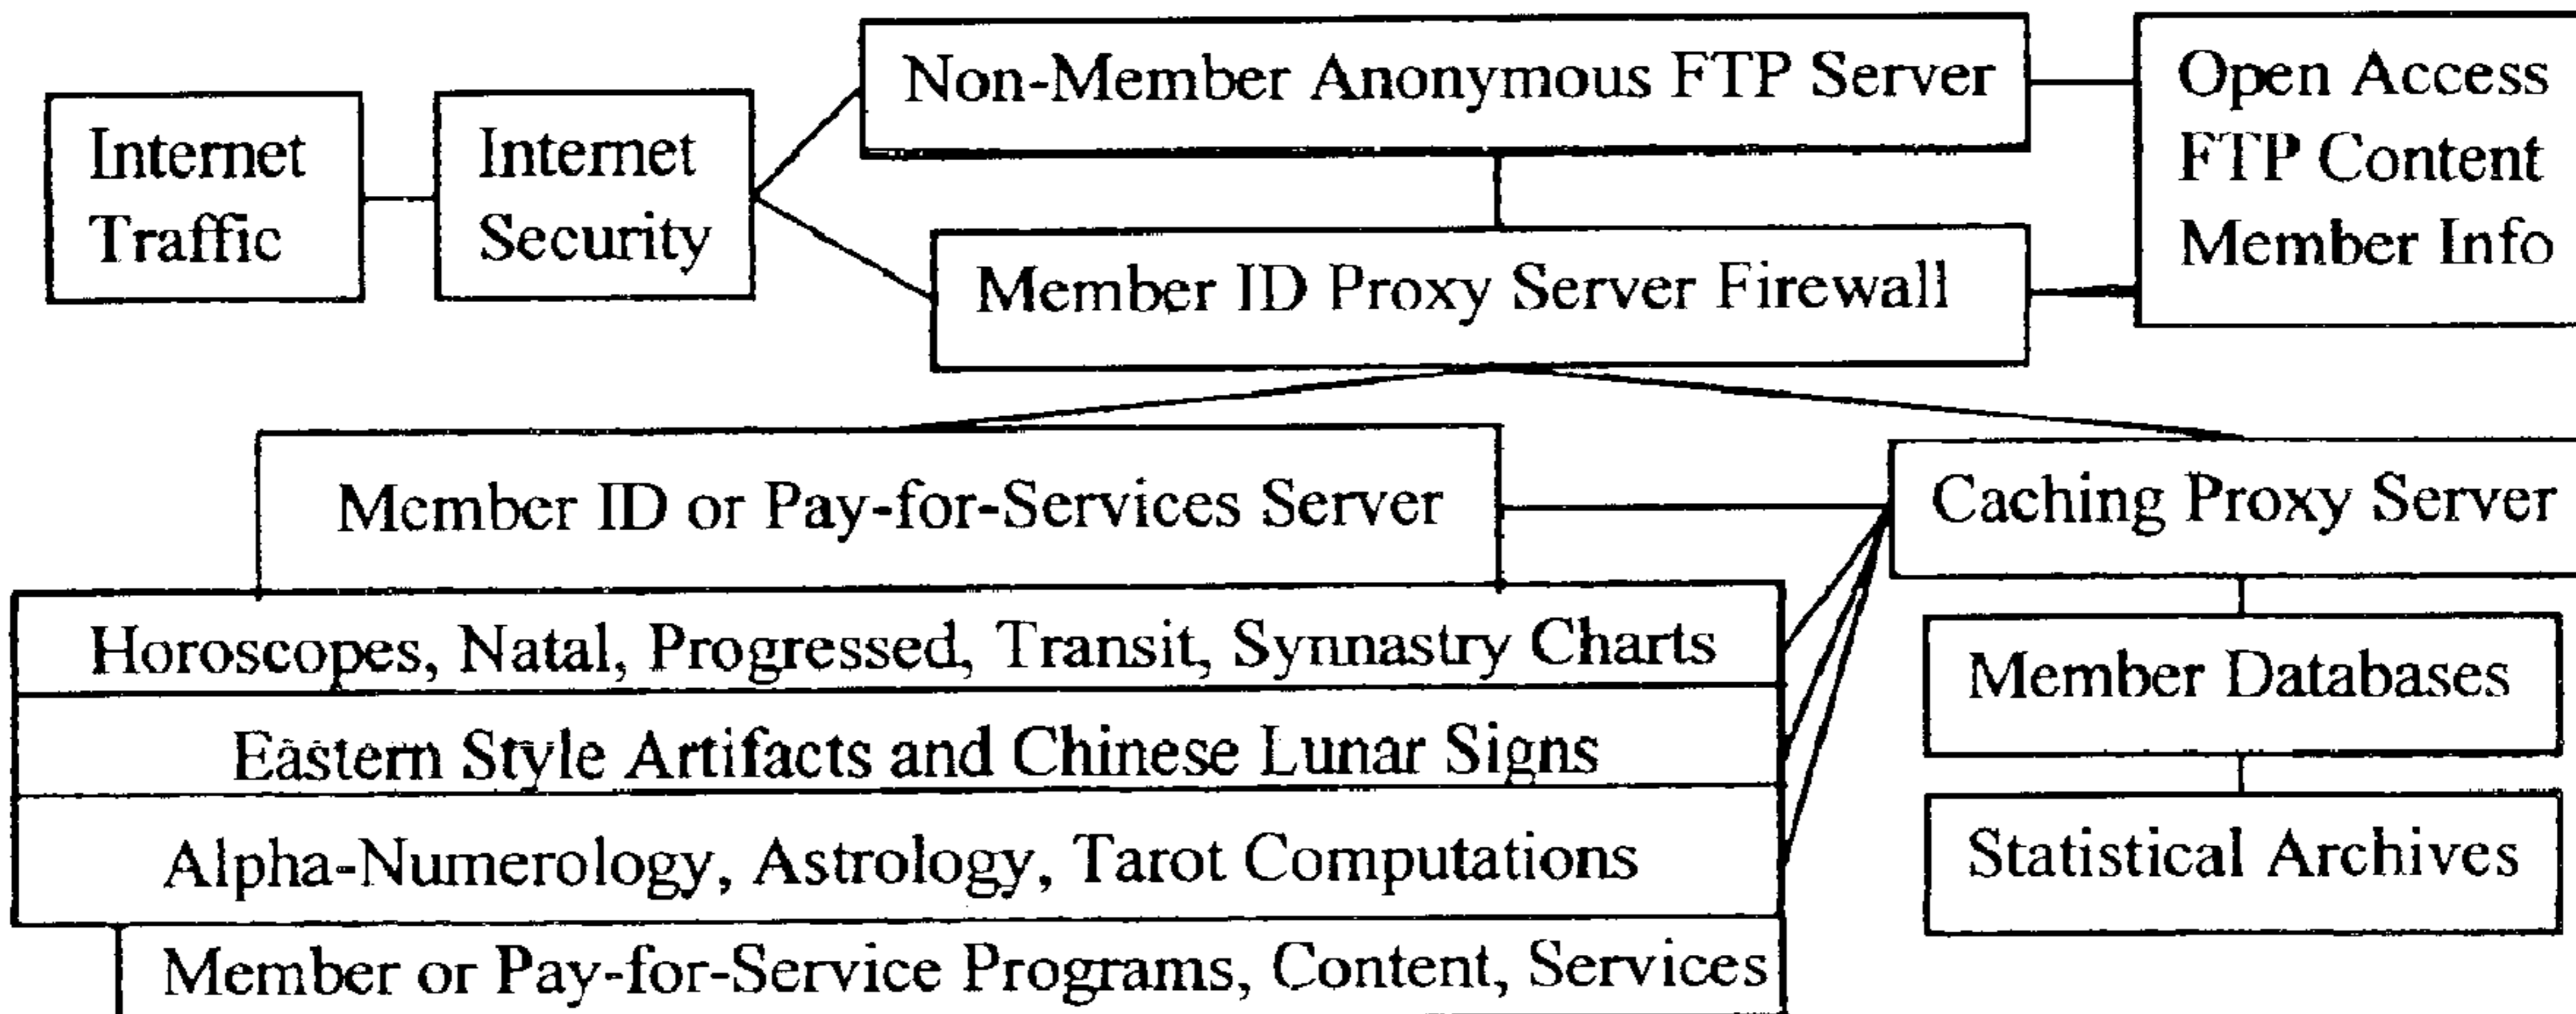 Internet
Traffic
Internet
Security
Non-Member Anonymous FTP Server
Open Access
FTP Content
Member Info
Member ID Proxy Server Firewall
Member ID or Pay-for-Services Server
Caching Proxy Server
Horoscopes, Natal, Progressed, Transit, Synnastry Charts
Eastern Style Artifacts and Chinese Lunar Signs
Alpha-Numerology, Astrology, Tarot Computations
Member or Pay-for-Service Programs, Content, Services
Member Databases
Statistical Archives